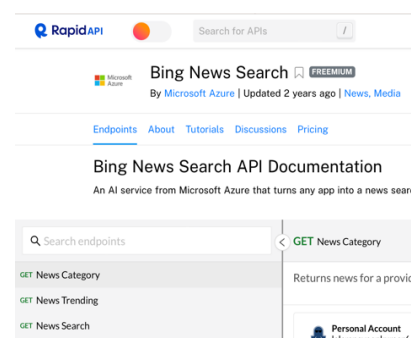 Rapid API
Search for APIs
/
Microsoft
Azure
Bing News Search FREEMIUM
By Microsoft Azure | Updated 2 years ago | News, Media
Endpoints About Tutorials Discussions Pricing
Bing News Search API Documentation
An AI service from Microsoft Azure that turns any app into a news
Search endpoints
GET News Category
Returns news for a
GET News Category
GET News Trending
GET News Search
Personal Account